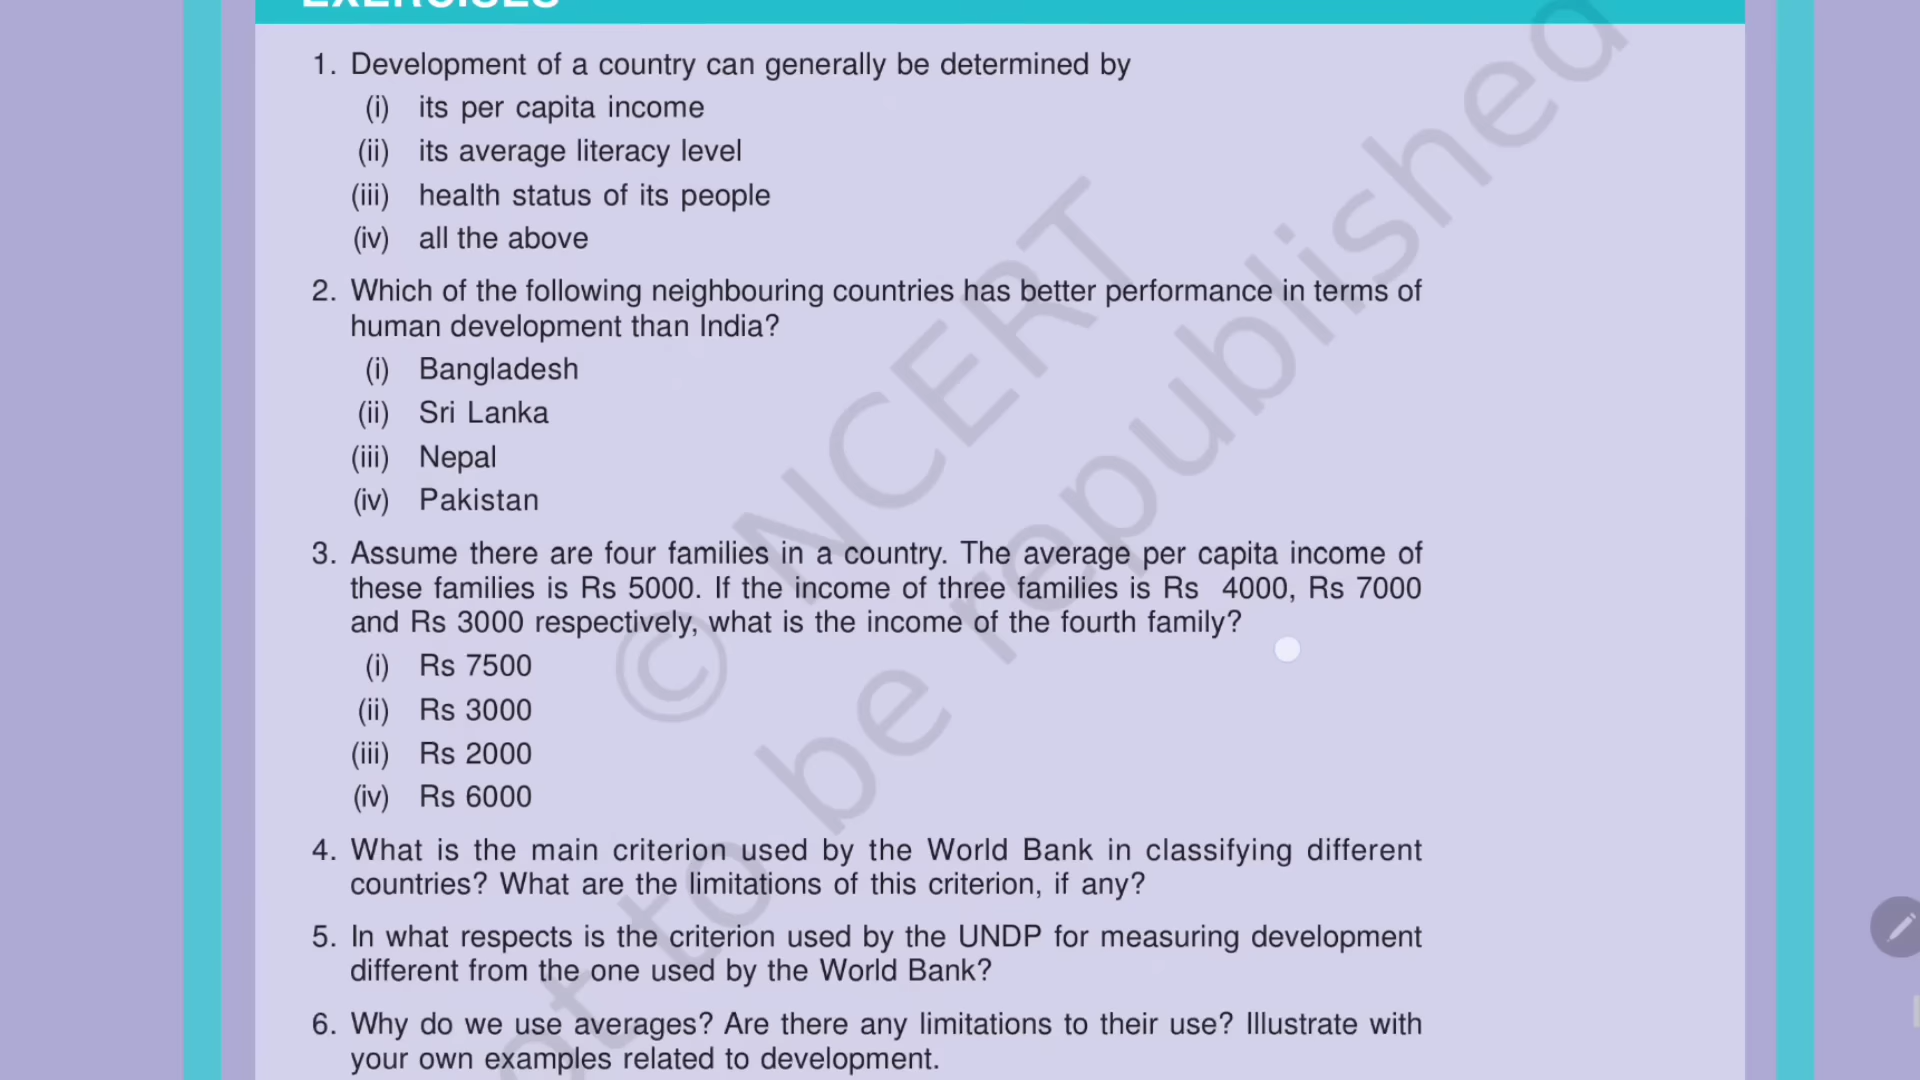 EXERCISES
1. Development of a country can generally be determined by
(i) its per capita income
(ii) its average literacy level
(iii) health status of its people
(iv) all the above
2. Which of the following neighbouring countries has better performance in terms of
human development than India?
(i) Bangladesh
(ii) Sri Lanka
(iii) Nepal
(iv) Pakistan
3. Assume there are four families in a country. The average per capita income of
these families is Rs 5000. If the income of three families is Rs 4000, Rs 7000
and Rs 3000 respectively, what is the income of the fourth family?
(i) Rs 7500
(ii) Rs 3000
(iii) Rs 2000
(iv) Rs 6000
4. What is the main criterion used by the World Bank in classifying different
countries? What are the limitations of this criterion, if any?
5. In what respects is the criterion used by the UNDP for measuring development
different from the one used by the World Bank?
6. Why do we use averages? Are there any limitations to their use? Illustrate with
your own examples related to development.
© NCERT
to be republished